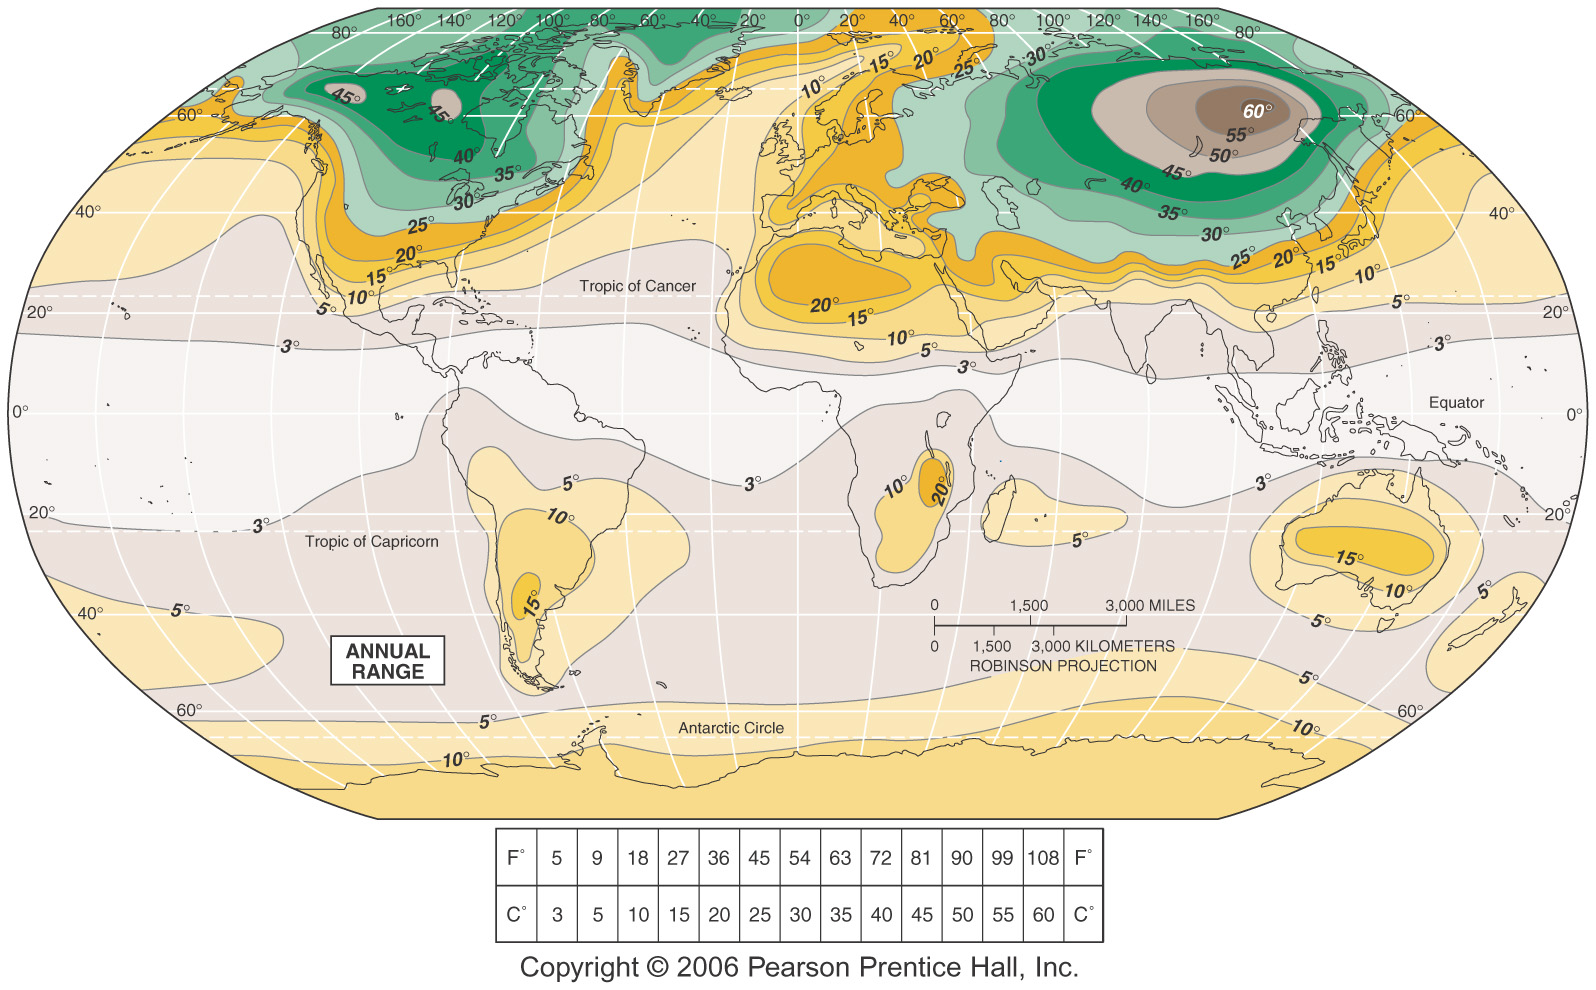 160° 140° 120° 100° 80° 60° 40° 20° 0° 20° 40° 60° 80° 100° 120° 140° 160°
80° 80°
30°
20°
15° 25°
10°
45° 45° 60°
60° 60°
55°
40° 50°
35° 45°
40°
30° 35°
40° 40°
25° 30°
20° 25° 20° 15°
15° 10°
Tropic of Cancer
10° 20° 5°
5° 15°
20° 20°
10°
3° 5° 3°
3°
Equator
0° 0°
5° 3° 10° 20° 3°
20° 10° 20°
3°
Tropic of Capricorn 5°
15°
10°
5°
15°
5° 0 1,500 3,000 MILES
40° 5° 40°
0 1,500 3,000 KILOMETERS
ROBINSON PROJECTION
ANNUAL
RANGE
5°
60° 5° 60°
Antarctic Circle 10°
10°
F° 5 9 18 27 36 45 54 63 72 81 90 99 108 F°
C° 3 5 10 15 20 25 30 35 40 45 50 55 60 C°
Copyright © 2006 Pearson Prentice Hall, Inc.